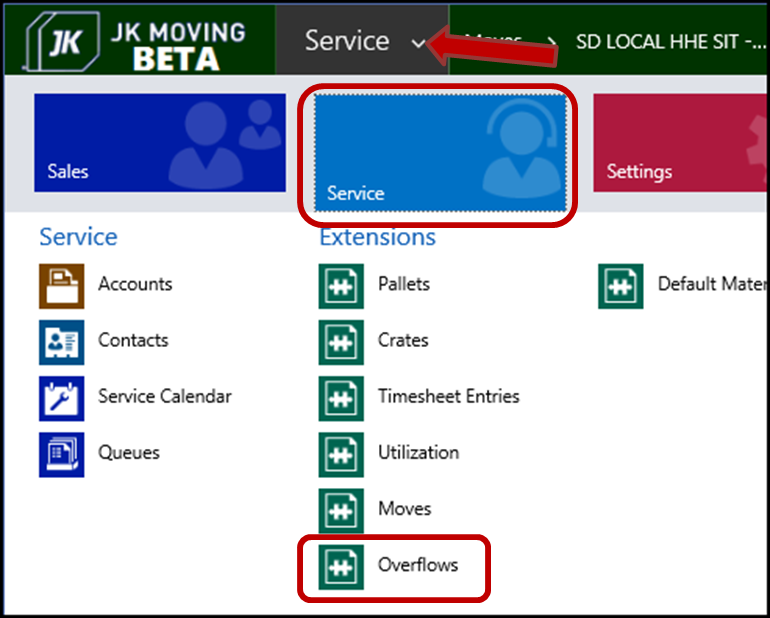 JK
JK MOVING
BETA
Service
Moves
SD LOCAL HHE SIT -...
Sales
Service
Settings
Service
Extensions
Accounts
Pallets
Default Mater
Contacts
Crates
Service Calendar
Timesheet Entries
Queues
Utilization
Moves
Overflows